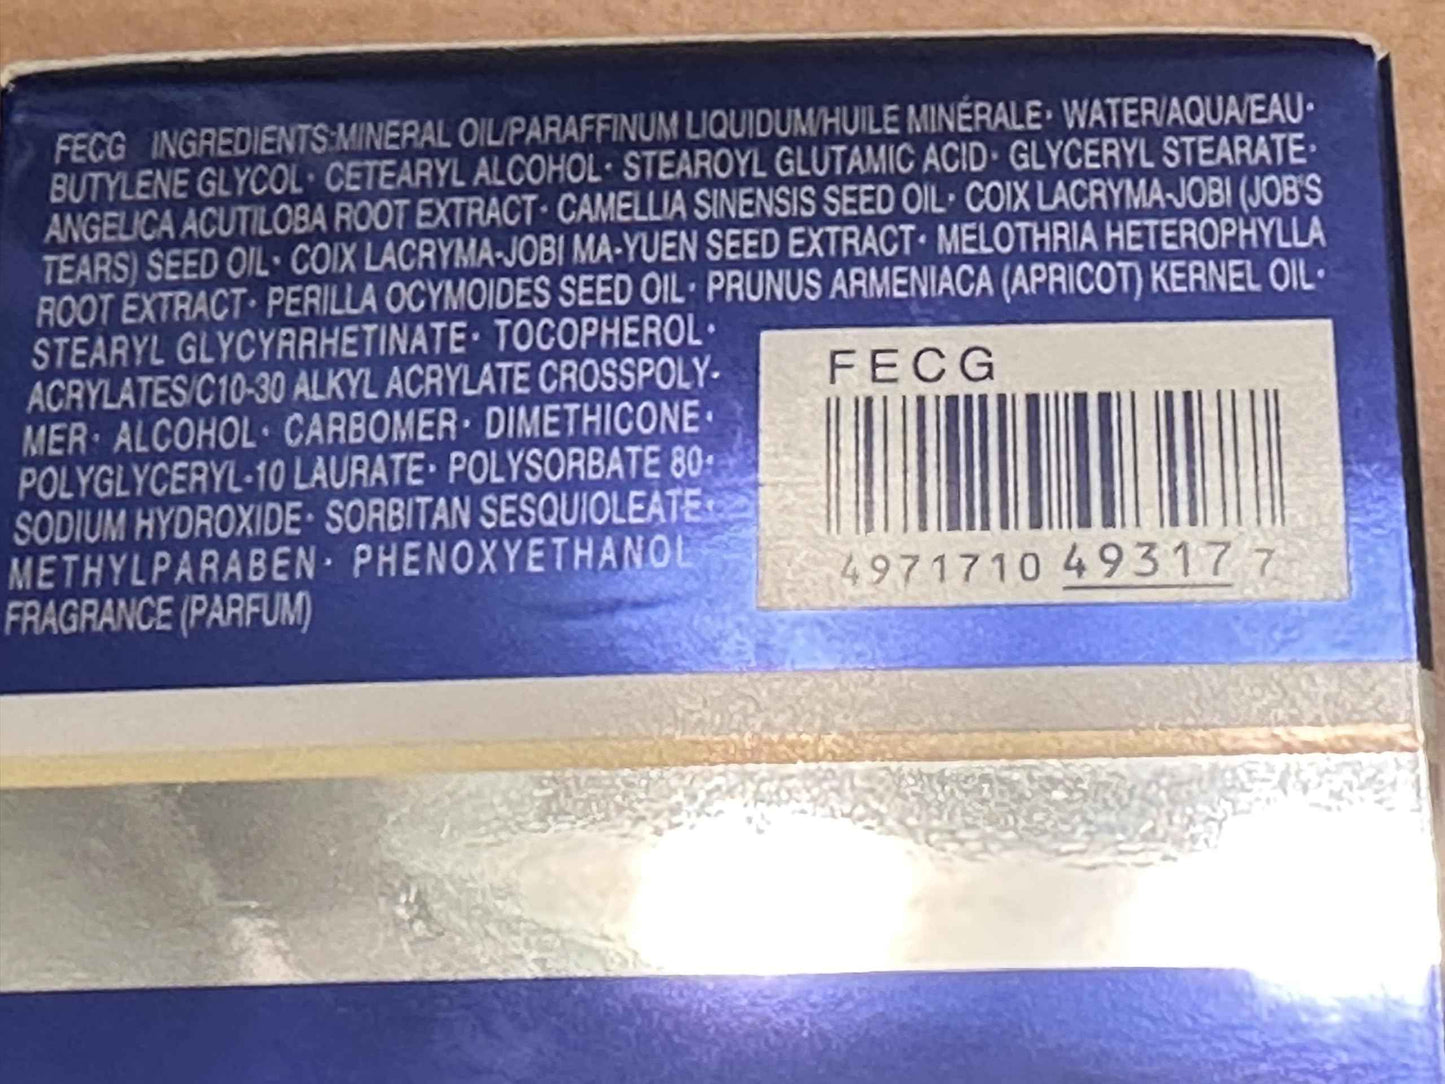 FECG INGREDIENTS:MINERAL OIL/PARAFFINUM LIQUIDUM/HUILE MINÉRALE· WATER/AQUA/EAU·
BUTYLENE GLYCOL· CETEARYL ALCOHOL· STEAROYL GLUTAMIC ACID· GLYCERYL STEARATE·
ANGELICA ACUTILOBA ROOT EXTRACT· CAMELLIA SINENSIS SEED OIL· COIX LACRYMA-JOBI (JOB'S
TEARS) SEED OIL· COIX LACRYMA-JOBI MA-YUEN SEED EXTRACT· MELOTHRIA HETEROPHYLLA
ROOT EXTRACT· PERILLA OCYMOIDES SEED OIL· PRUNUS ARMENIACA (APRICOT) KERNEL OIL·
STEARYL GLYCYRRHETINATE· TOCOPHEROL·
ACRYLATES/C10-30 ALKYL ACRYLATE CROSSPOLY-
MER· ALCOHOL· CARBOMER· DIMETHICONE·
POLYGLYCERYL-10 LAURATE· POLYSORBATE 80·
SODIUM HYDROXIDE· SORBITAN SESQUIOLEATE·
METHYLPARABEN· PHENOXYETHANOL
FRAGRANCE (PARFUM)
FECG
4971710 49317 7